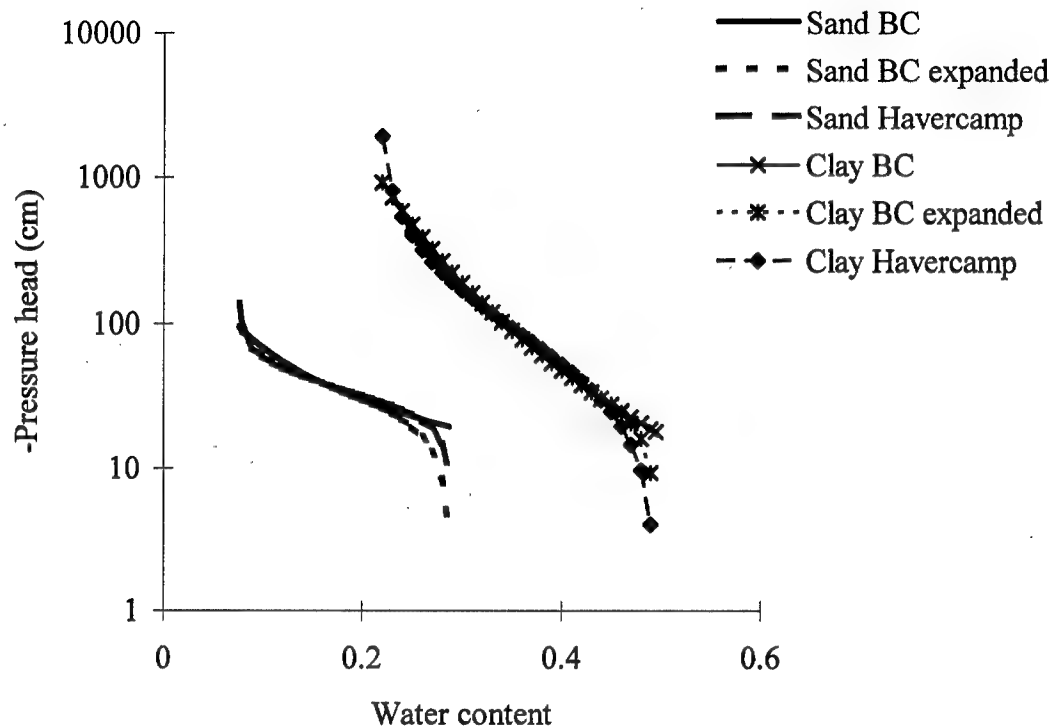 Sand BC
Sand BC expanded
Sand Havercamp
Clay BC
Clay BC expanded
Clay Havercamp
10000
1000
100
10
1
-Pressure head (cm)
0
0.2
0.4
0.6
Water content